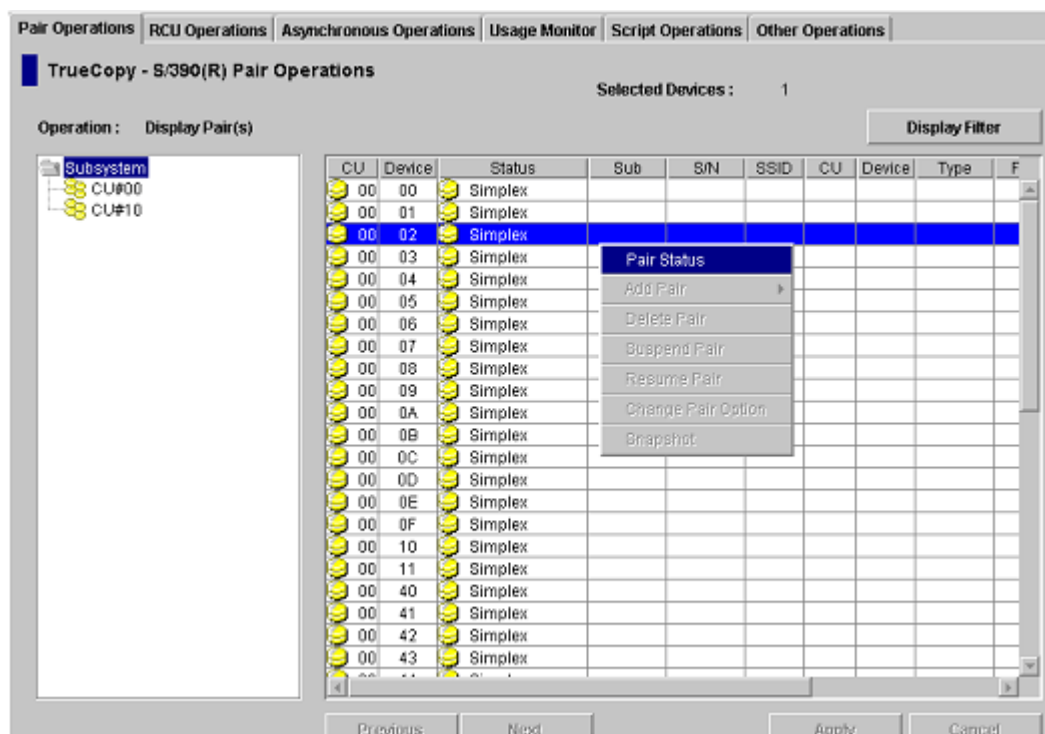 Pair Operations RCU Operations Asynchronous Operations Usage Monitor Script Operations Other Operations
TrueCopy - S/390(R) Pair Operations
Selected Devices : 1
Operation : Display Pair(s)
Display Filter
Subsystem
CU#00
CU#10
CU Device Status Sub S/N SSID CU Device Type
00 00 Simplex
00 01 Simplex
00 02 Simplex
00 03 Simplex
00 04 Simplex
00 05 Simplex
00 06 Simplex
00 07 Simplex
00 08 Simplex
00 09 Simplex
00 0A Simplex
00 0B Simplex
00 0C Simplex
00 0D Simplex
00 0E Simplex
00 0F Simplex
00 10 Simplex
00 11 Simplex
00 40 Simplex
00 41 Simplex
00 42 Simplex
00 43 Simplex
Pair Status
Add Pair
Delete Pair
Suspend Pair
Resume Pair
Change Pair Option
Snapshot
Previous Next Apply Cancel